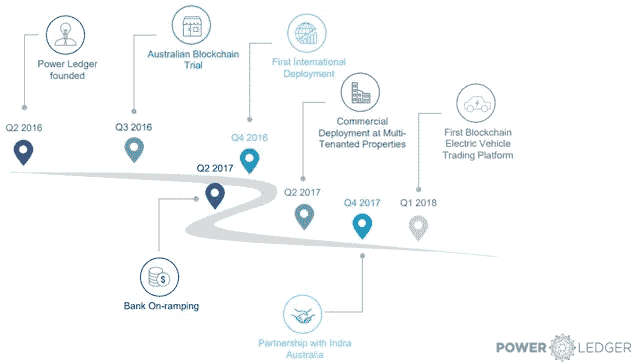 Power Ledger
founded
Q2 2016
Australian Blockchain
Trial
Q3 2016
First International
Deployment
Q4 2016
Q2 2017
Bank On-ramping
Commercial
Deployment at Multi-
Tenanted Properties
Q2 2017
Q4 2017
Partnership with Indra
Australia
First Blockchain
Electric Vehicle
Trading Platform
Q1 2018
POWER LEDGER